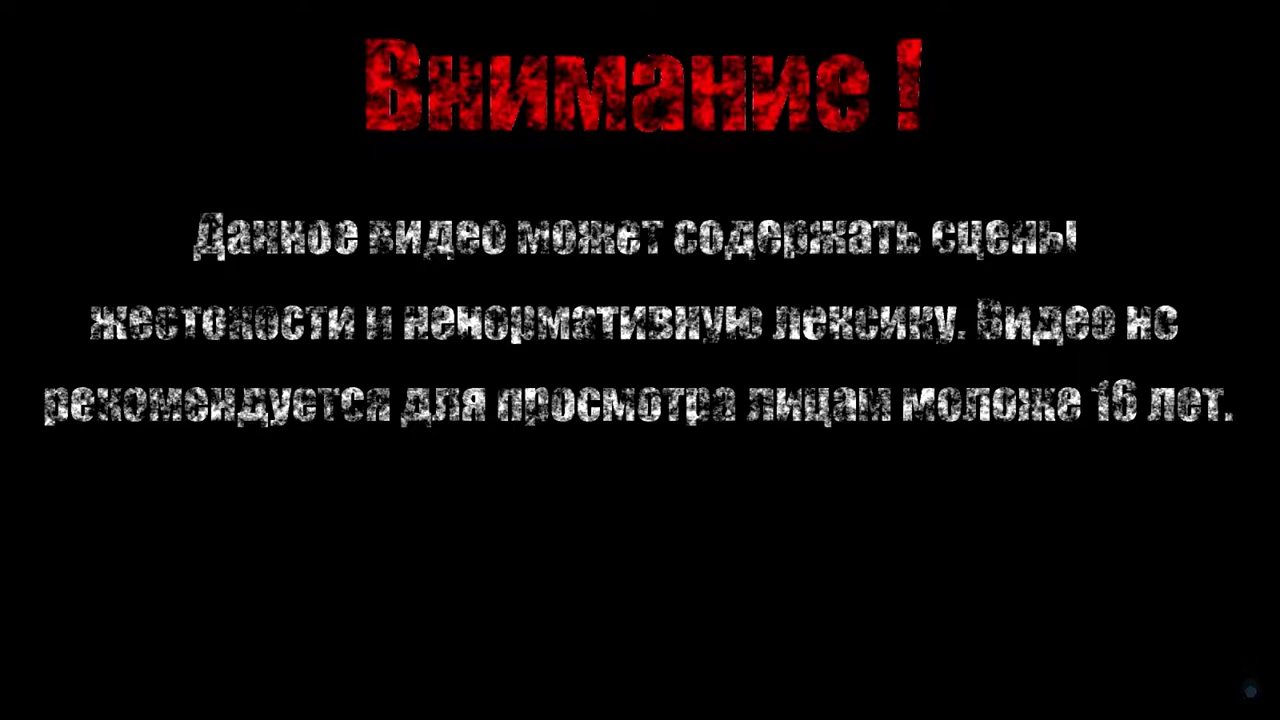 Внимание !
Данное видео может содержать сцены
жестокости и ненормативную лексику. Видео не
рекомендуется для просмотра лицам моложе 16 лет.